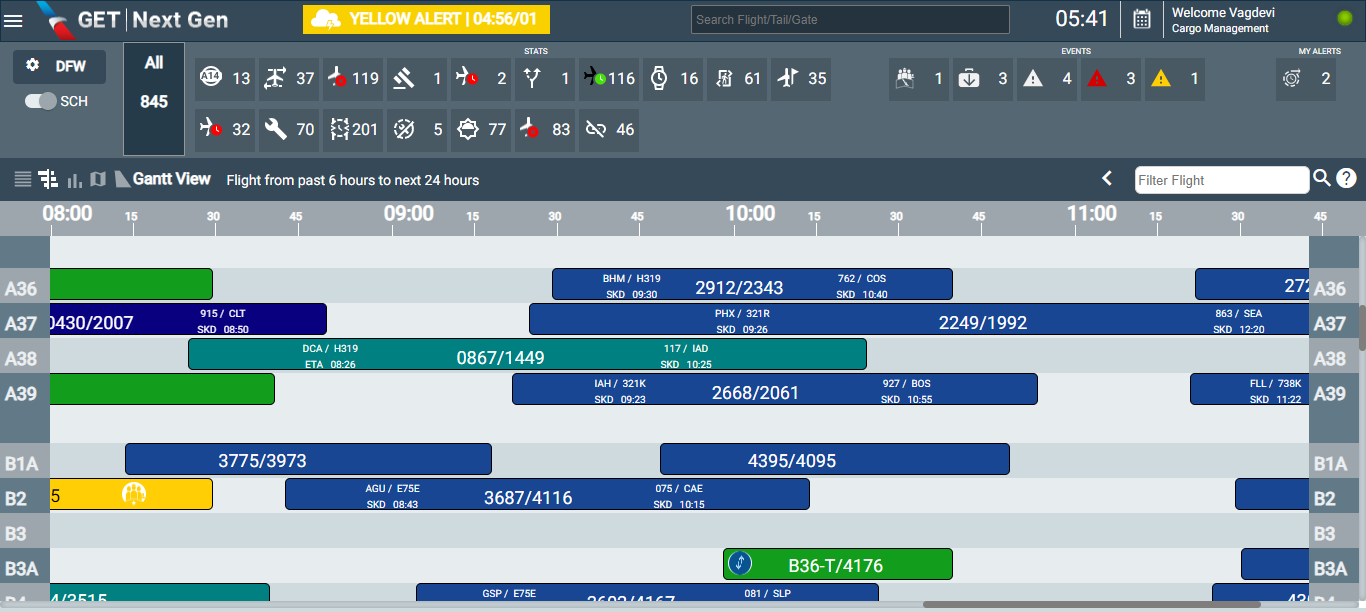 GET | Next Gen
YELLOW ALERT | 04:56/01
Search Flight/Tail/Gate
05:41
Welcome Vagdevi
Cargo Management
DFW
SCH
All
845
STATS
A14 13 37 119 1 2 1 116 16 61 35
32 70 201 5 77 83 46
EVENTS
1 3 4 3 1
MY ALERTS
2
Gantt View Flight from past 6 hours to next 24 hours
Filter Flight
?
08:00 15 30 45 09:00 15 30 45 10:00 15 30 45 11:00 15 30 45
A36 BHM / H319 SKD 09:30 2912/2343 762 / COS SKD 10:40 272 A36
A37 0430/2007 915 / CLT SKD 08:50 PHX / 321R SKD 09:26 2249/1992 863 / SEA SKD 12:20 A37
A38 DCA / H319 ETA 08:26 0867/1449 117 / IAD SKD 10:25 A38
A39 IAH / 321K SKD 09:23 2668/2061 927 / BOS SKD 10:55 FLL / 738K SKD 11:22 A39
B1A 3775/3973 4395/4095 B1A
B2 5 AGU / E75E SKD 08:43 3687/4116 075 / CAE SKD 10:15 B2
B3 B3
B3A B36-T/4176 B3A
4/3515 GSP / E75E 081 / SLP